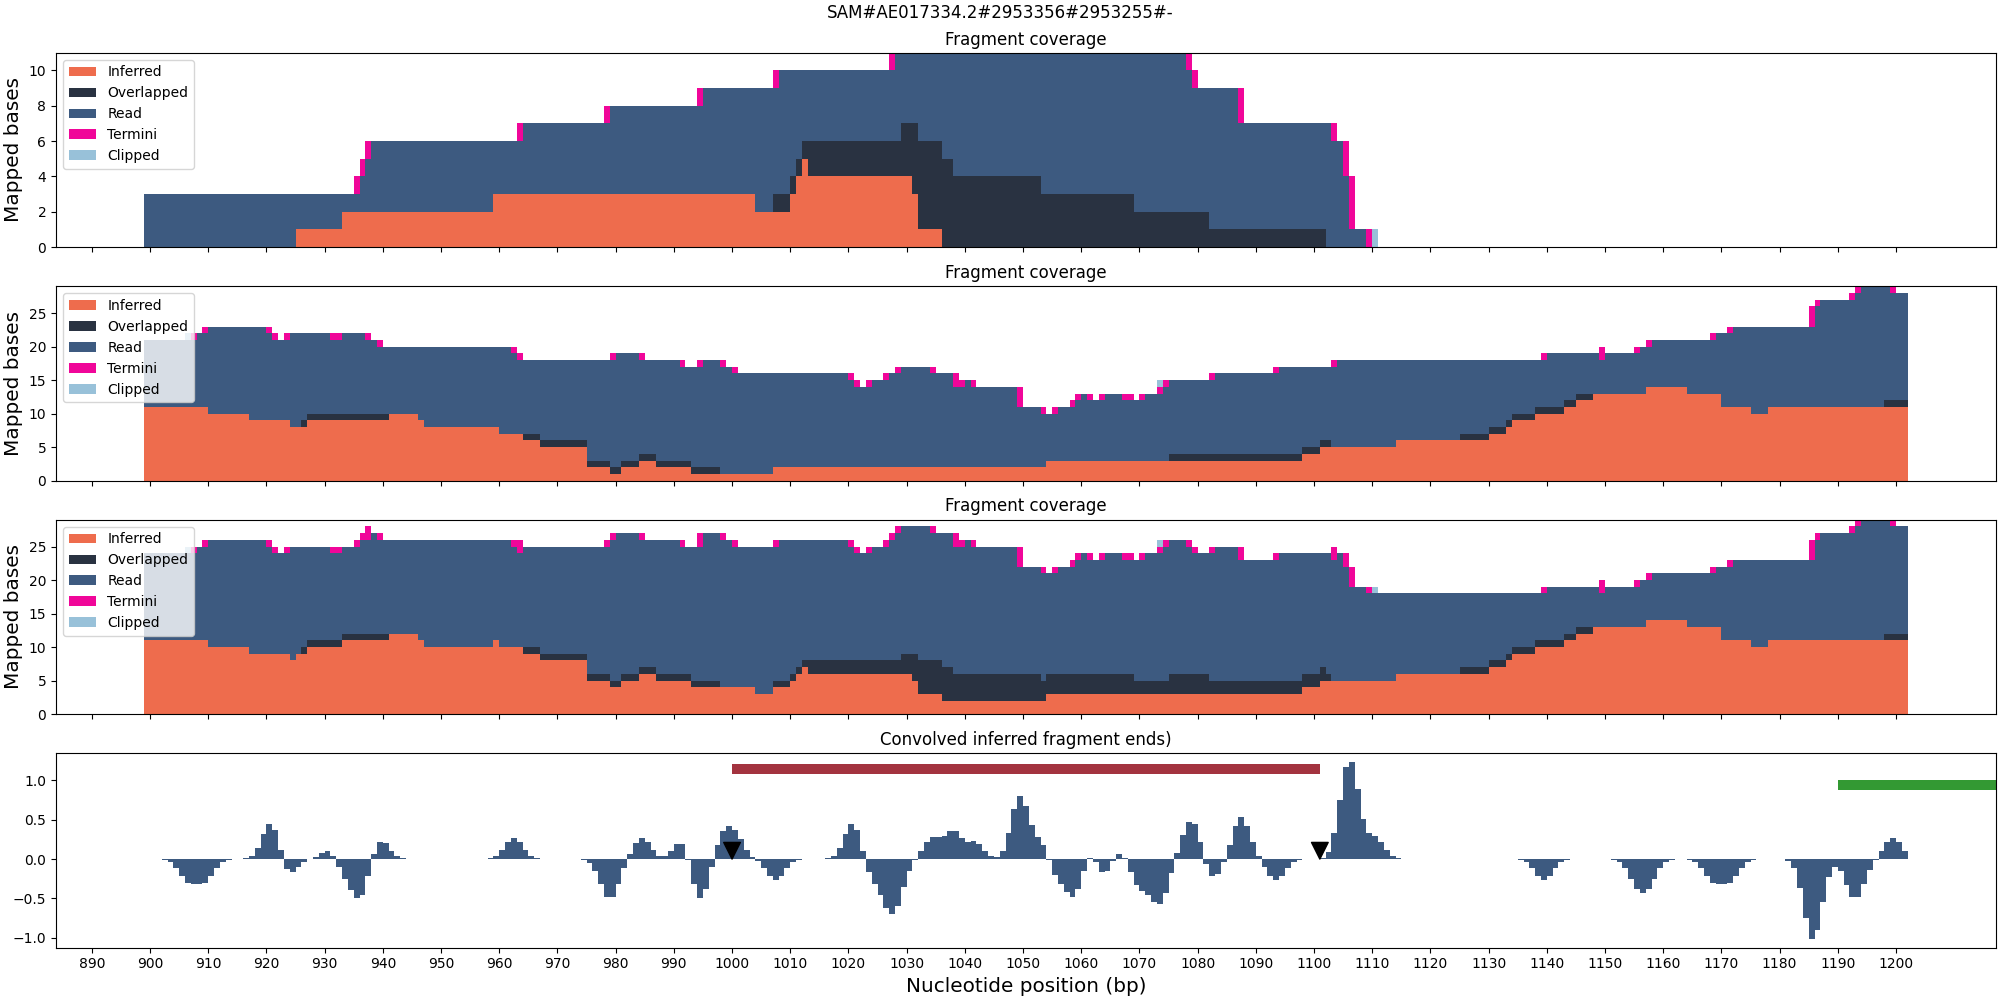 SAM#AE017334.2#2953356#2953255#-
Fragment coverage
Mapped bases
10
8
6
4
2
0
Inferred
Overlapped
Read
Termini
Clipped
Fragment coverage
Mapped bases
25
20
15
10
5
0
Inferred
Overlapped
Read
Termini
Clipped
Fragment coverage
Mapped bases
25
20
15
10
5
0
Inferred
Overlapped
Read
Termini
Clipped
Convolved inferred fragment ends)
1.0
0.5
0.0
−0.5
−1.0
890 900 910 920 930 940 950 960 970 980 990 1000 1010 1020 1030 1040 1050 1060 1070 1080 1090 1100 1110 1120 1130 1140 1150 1160 1170 1180 1190 1200
Nucleotide position (bp)